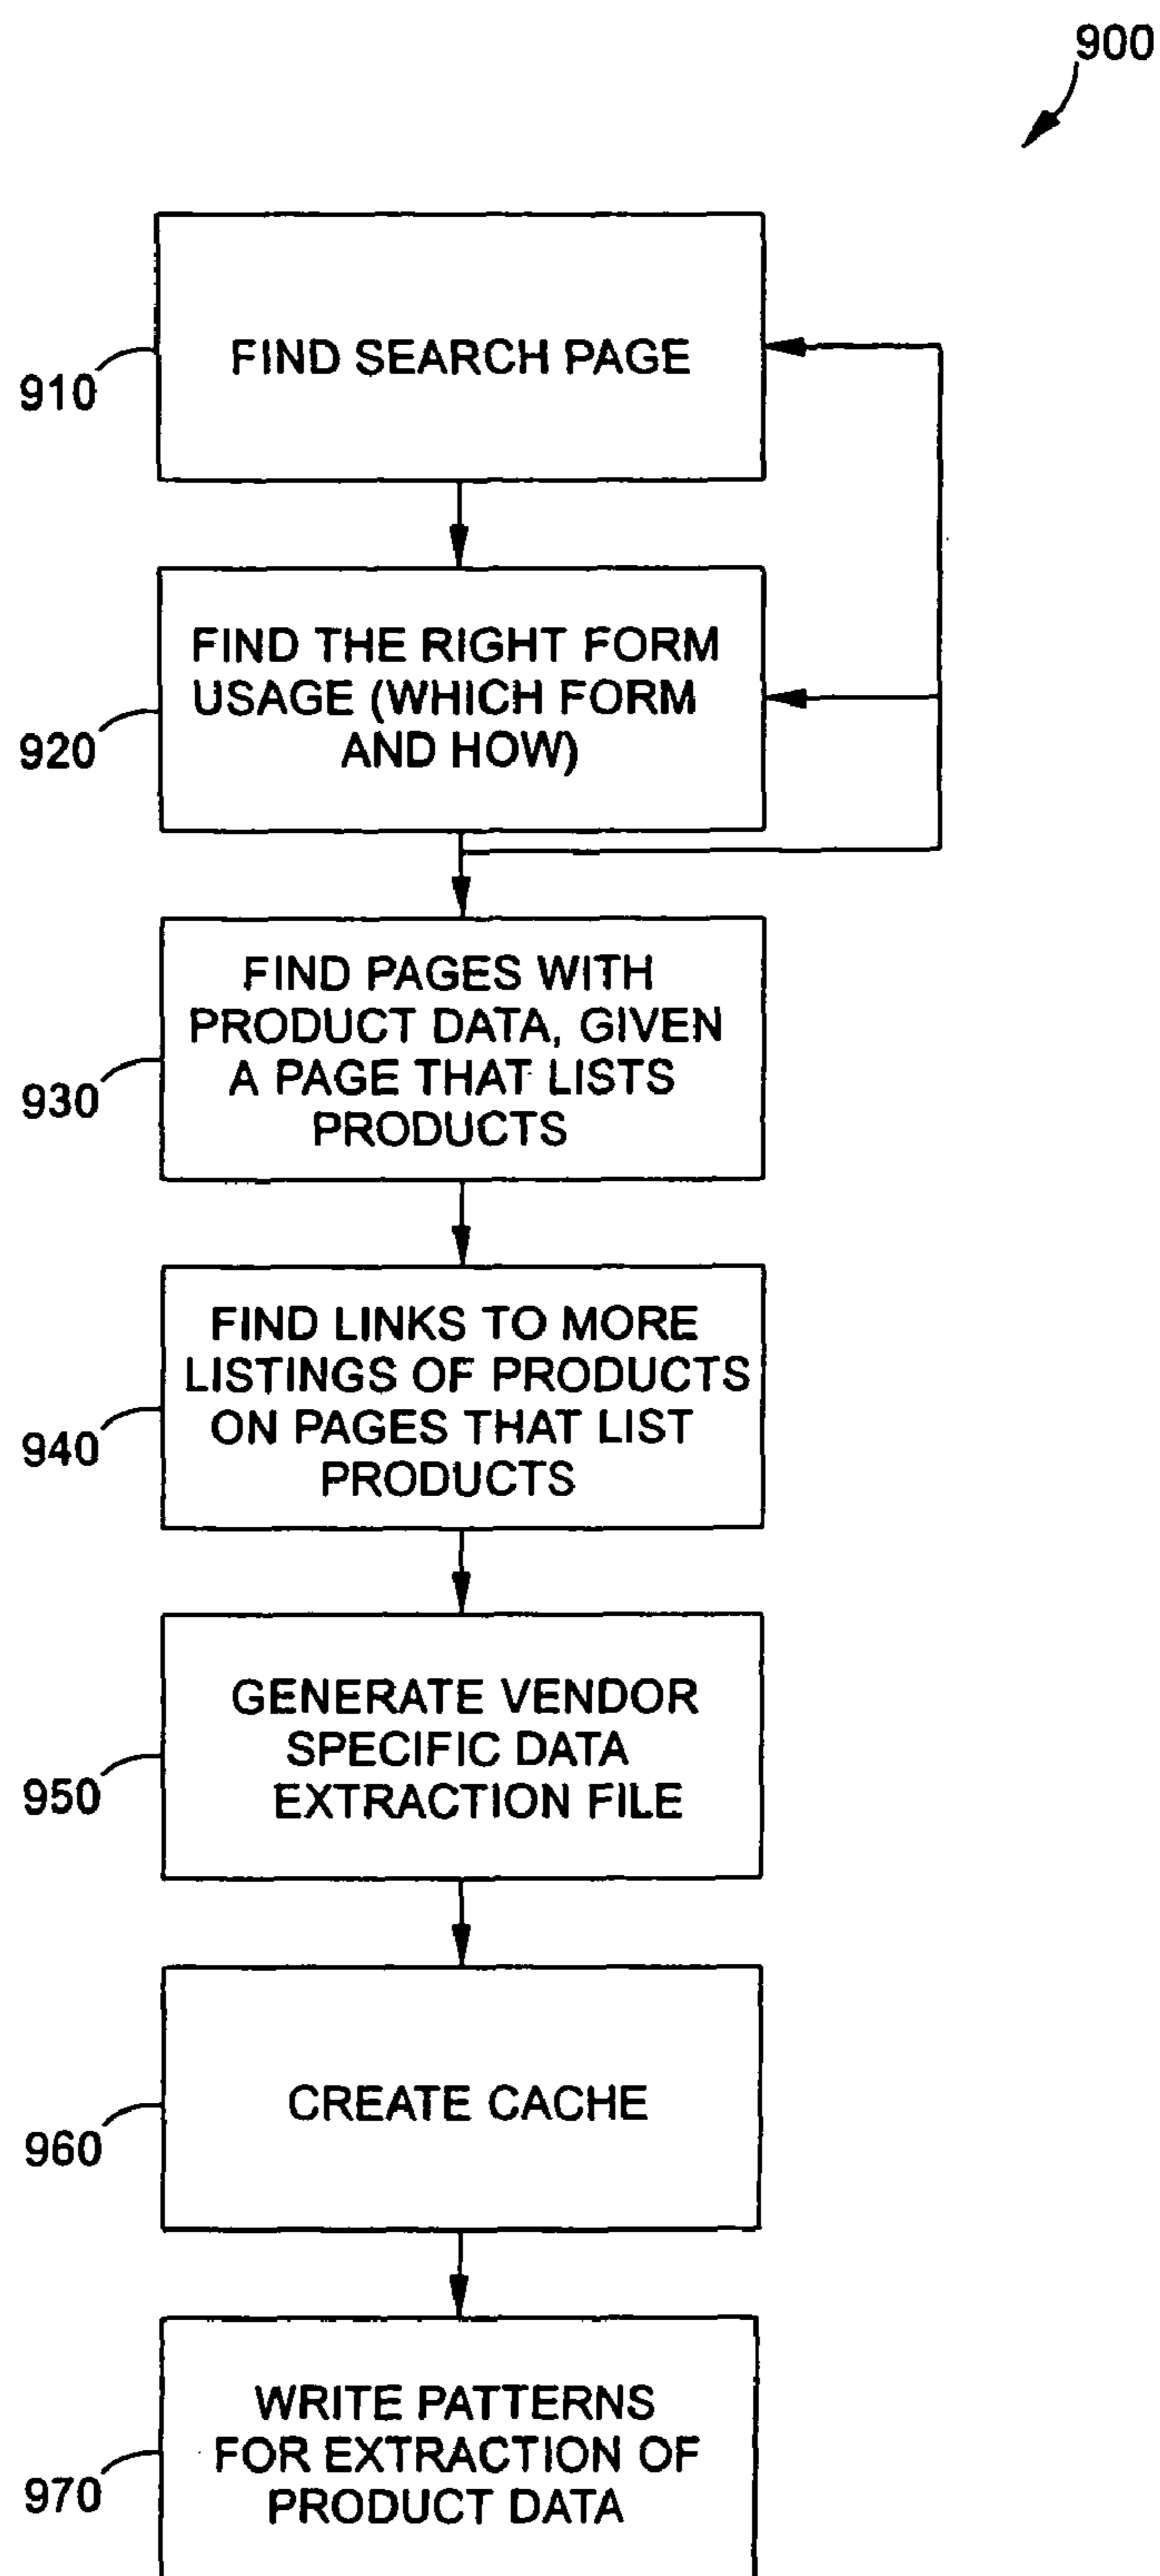 900
FIND SEARCH PAGE
910
FIND THE RIGHT FORM
USAGE (WHICH FORM
AND HOW)
920
FIND PAGES WITH
PRODUCT DATA, GIVEN
A PAGE THAT LISTS
PRODUCTS
930
FIND LINKS TO MORE
LISTINGS OF PRODUCTS
ON PAGES THAT LIST
PRODUCTS
940
GENERATE VENDOR
SPECIFIC DATA
EXTRACTION FILE
950
CREATE CACHE
960
WRITE PATTERNS
FOR EXTRACTION OF
PRODUCT DATA
970